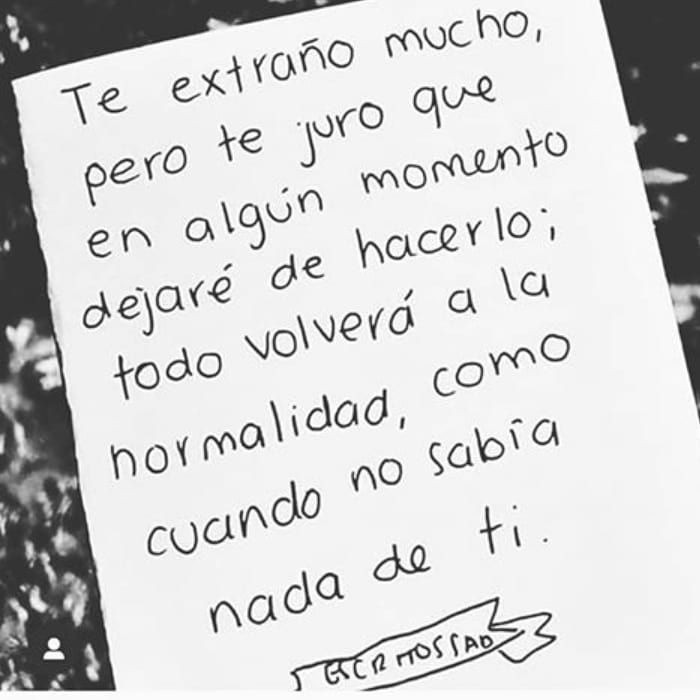 Te extraño mucho,
pero te juro que
en algún momento
dejaré de hacerlo;
todo volverá a la
normalidad, como
cuando no sabía
nada de ti.
ESCRITOSSAD